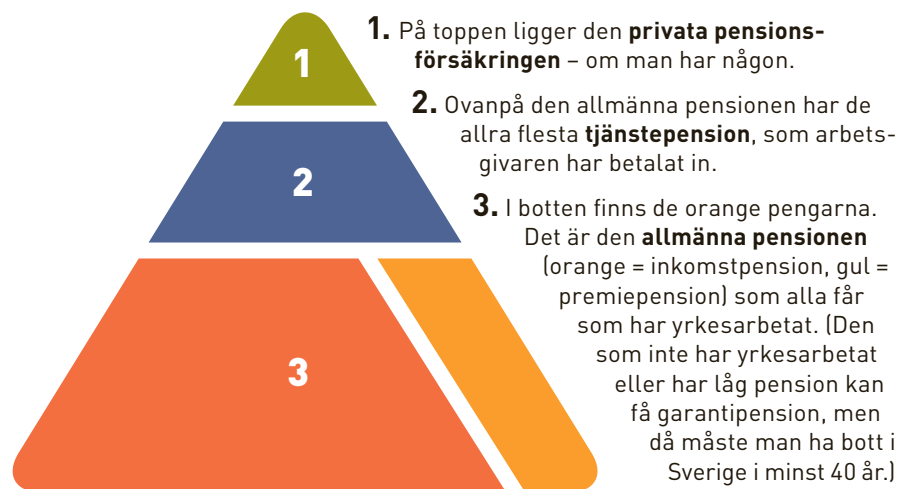 1
2
3
1. På toppen ligger den privata pensions-
försäkringen – om man har någon.
2. Ovanpå den allmänna pensionen har de
allra flesta tjänstepension, som arbets-
givaren har betalat in.
3. I botten finns de orange pengarna.
Det är den allmänna pensionen
(orange = inkomstpension, gul =
premiepension) som alla får
som har yrkesarbetat. (Den
som inte har yrkesarbetat
eller har låg pension kan
få garantipension, men
då måste man ha bott i
Sverige i minst 40 år.)